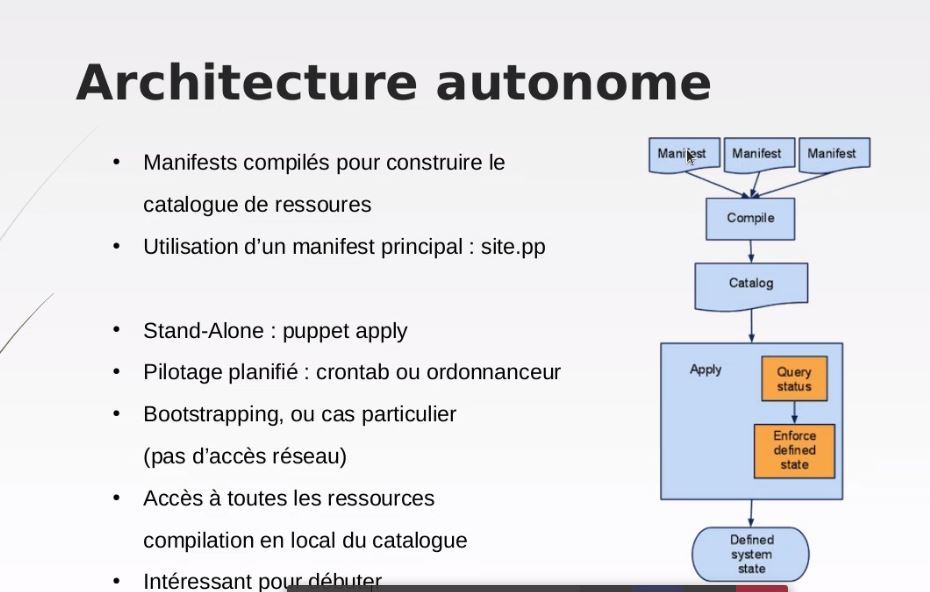 Architecture autonome
• Manifests compilés pour construire le
catalogue de ressoures
• Utilisation d’un manifest principal : site.pp
• Stand-Alone : puppet apply
• Pilotage planifié : crontab ou ordonnanceur
• Bootstrapping, ou cas particulier
(pas d’accès réseau)
• Accès à toutes les ressources
compilation en local du catalogue
• Intéressant pour débuter
Manifest Manifest Manifest
Compile
Catalog
Apply
Query
status
Enforce
defined
state
Defined
system
state